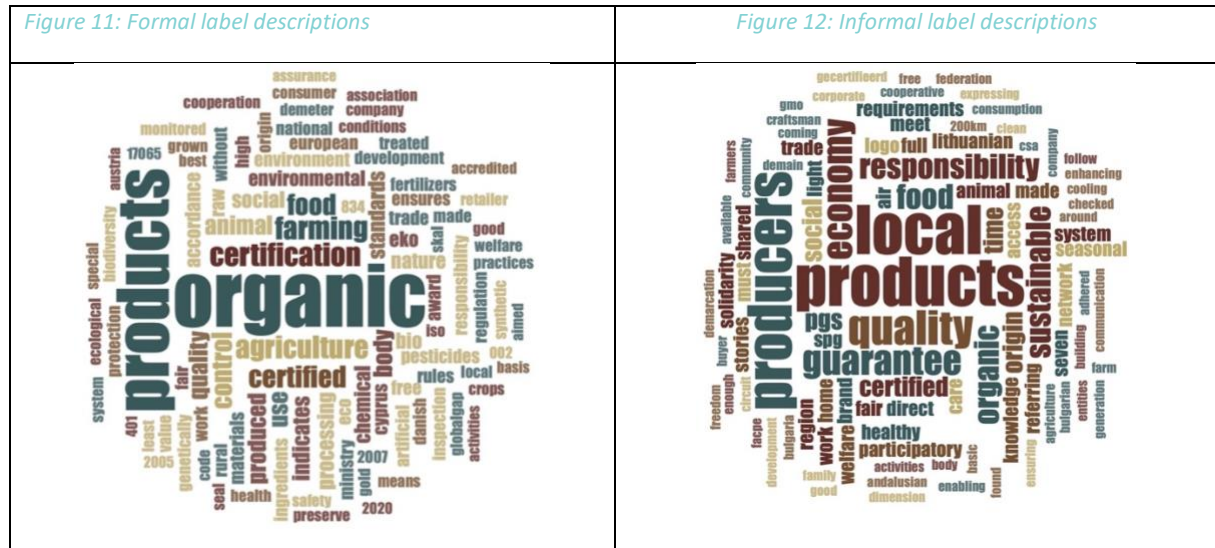 Figure 11: Formal label descriptions
Figure 12: Informal label descriptions
assurance
consumer
association
cooperation
demeter
company
origin
national
conditions
monitored
high
european
treated
grown
17065
without
environment
development
best
accredited
austria
environmental
fertilizers
raw
social
food
834
standards
ensures
retailer
accordance
trade
made
animal
farming
good
biodiversity
eko
skal
welfare
special
products
certification
nature
practices
organic
award
iso
responsibility
regulation
synthetic
aimed
ecological
protection
system
fair
quality
control
agriculture
bio
body
pesticides
002
basis
certified
rules
local
401
least
value
2005
genetically
work
code
rural
materials
produced
use
indicates
processing
eco
chemical
cyprus
free
artificial
danish
inspection
globalgap
crops
activities
seal
health
ingredients
safety
ministry
2007
gold
means
preserve
2020
gecertifieerd
free
federation
corporate
cooperative
expressing
gmo
requirements
consumption
craftsman
meet
200km
clean
coming
trade
logo
full
lithuanian
csa
company
demain
economy
responsibility
follow
farmers
community
light
air
food
animal
made
enhancing
cooling
checked
available
shared
social
local
time
access
around
producers
sustainable
system
seasonal
solidarity
must
products
demarcation
stories
pgs
spg
quality
network
adhered
communication
buyer
guarantee
organic
origin
seven
building
freedom
enough
circuit
certified
care
knowledge
referring
entities
farm
region
brand
fair
direct
agriculture
bulgarian
generation
facpe
work
home
healthy
development
bulgaria
welfare
participatory
ensuring
activities
body
basic
family
andalusian
enabling
found
good
dimension